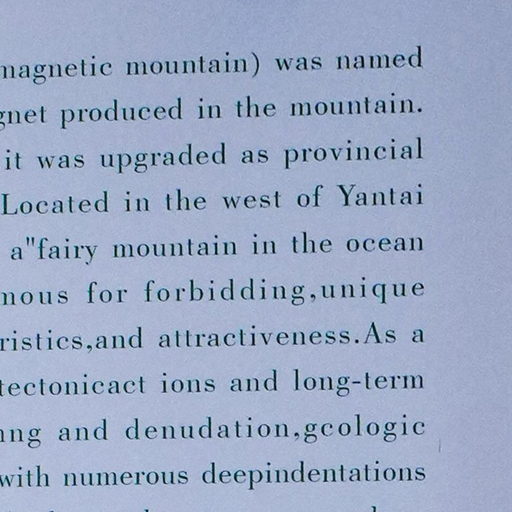 magnetic mountain) was named
gnet produced in the mountain.
it was upgraded as provincial
Located in the west of Yantai
a"fairy mountain in the ocean
mous for forbidding,unique
ristics,and attractiveness.As a
tectonicact ions and long-term
ng and denudation,gcologic
with numerous deepindentations